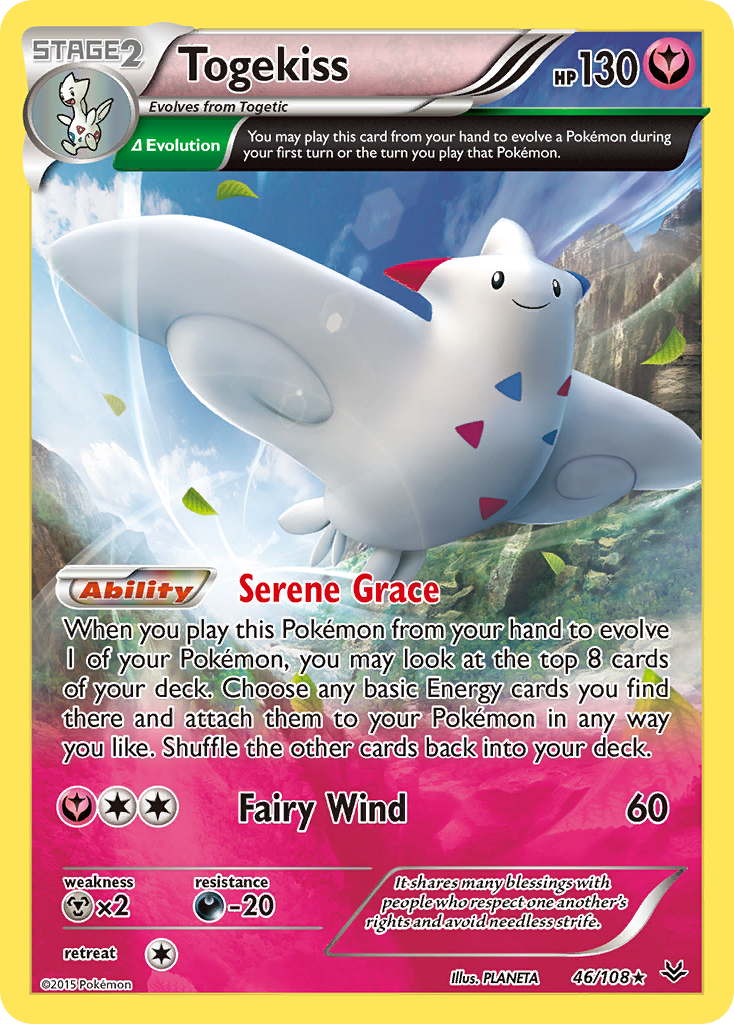 STAGE2
Togekiss
HP130
Evolves from Togetic
Δ Evolution
You may play this card from your hand to evolve a Pokémon during
your first turn or the turn you play that Pokémon.
Ability Serene Grace
When you play this Pokémon from your hand to evolve
1 of your Pokémon, you may look at the top 8 cards
of your deck. Choose any basic Energy cards you find
there and attach them to your Pokémon in any way
you like. Shuffle the other cards back into your deck.
Fairy Wind 60
weakness resistance
×2 -20
retreat
It shares many blessings with
people who respect one another's
rights and avoid needless strife.
©2015 Pokémon Illus. PLANETA 46/108★